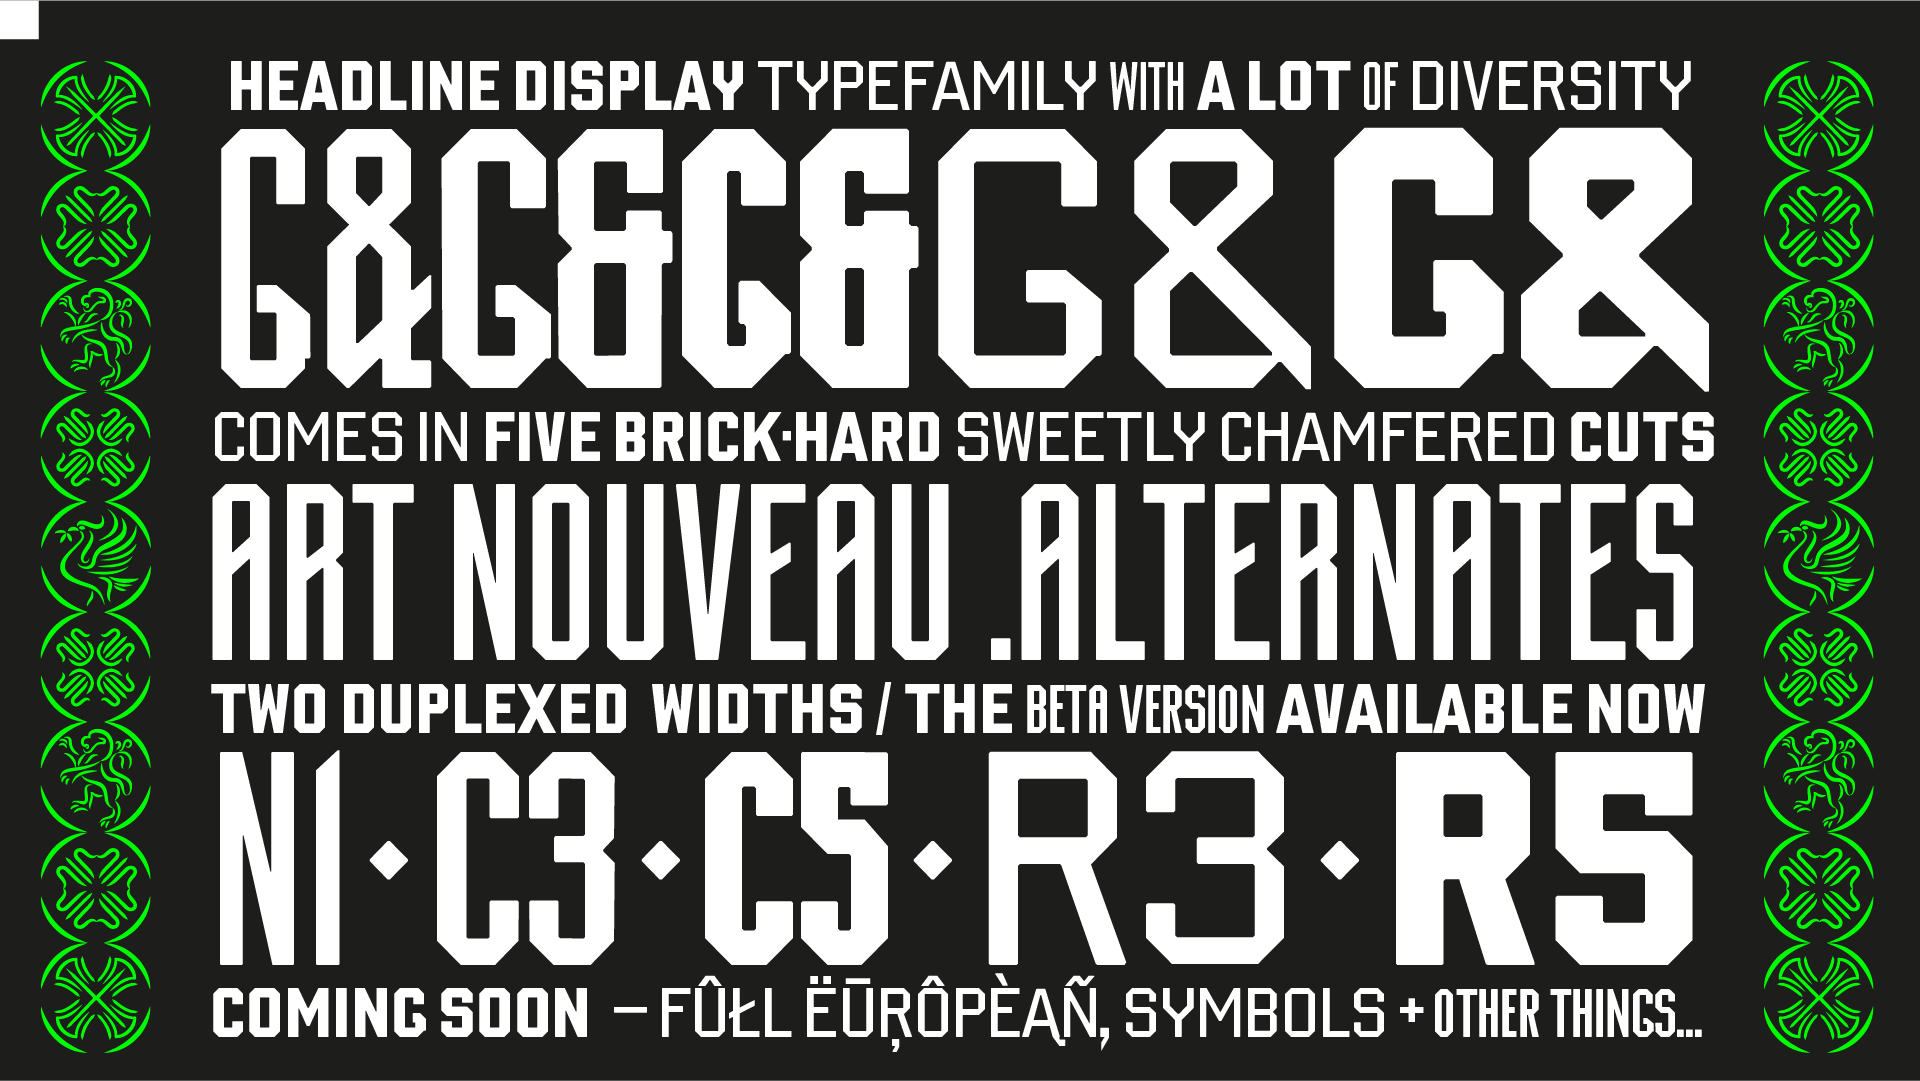 HEADLINE DISPLAY TYPEFAMILY WITH A LOT OF DIVERSITY
G&G&G&G&G&
COMES IN FIVE BRICK·HARD SWEETLY CHAMFERED CUTS
ART NOUVEAU .ALTERNATES
TWO DUPLEXED WIDTHS / THE BETA VERSION AVAILABLE NOW
N1·C3·C5·R3·R5
COMING SOON – FÛŁL ËŪŖÔPÈĄÑ, SYMBOLS + OTHER THINGS...